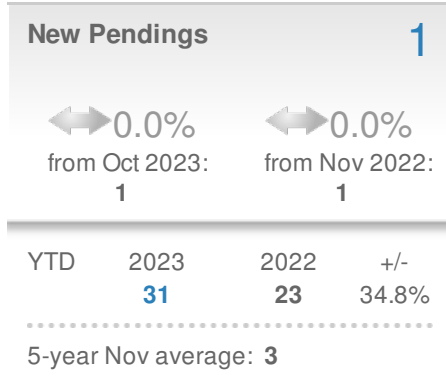 New Pendings 1
0.0% 0.0%
from Oct 2023: from Nov 2022:
1 1
YTD 2023 2022 +/-
31 23 34.8%
5-year Nov average: 3